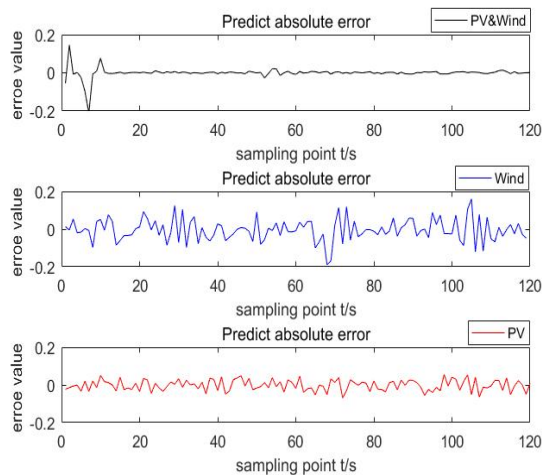 Predict absolute error
PV&Wind
0.2
0
-0.2
erroe value
0 20 40 60 80 100 120
sampling point t/s
Predict absolute error
Wind
0.2
0
-0.2
erroe value
0 20 40 60 80 100 120
sampling point t/s
Predict absolute error
PV
0.2
0
-0.2
erroe value
0 20 40 60 80 100 120
sampling point t/s